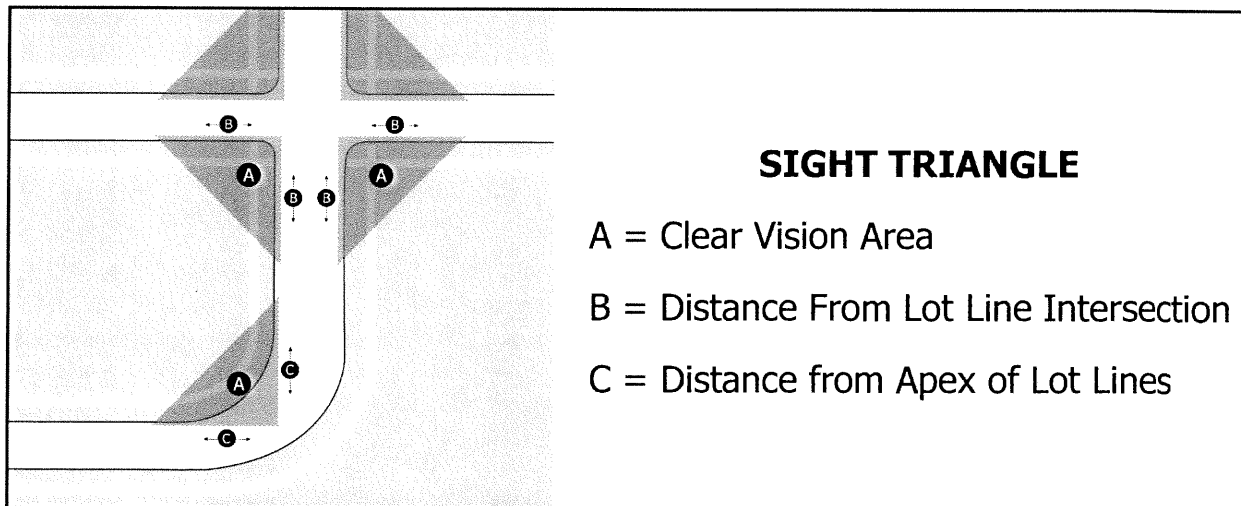 B
B
A
A
B
B
C
A
C
SIGHT TRIANGLE
A = Clear Vision Area
B = Distance From Lot Line Intersection
C = Distance from Apex of Lot Lines